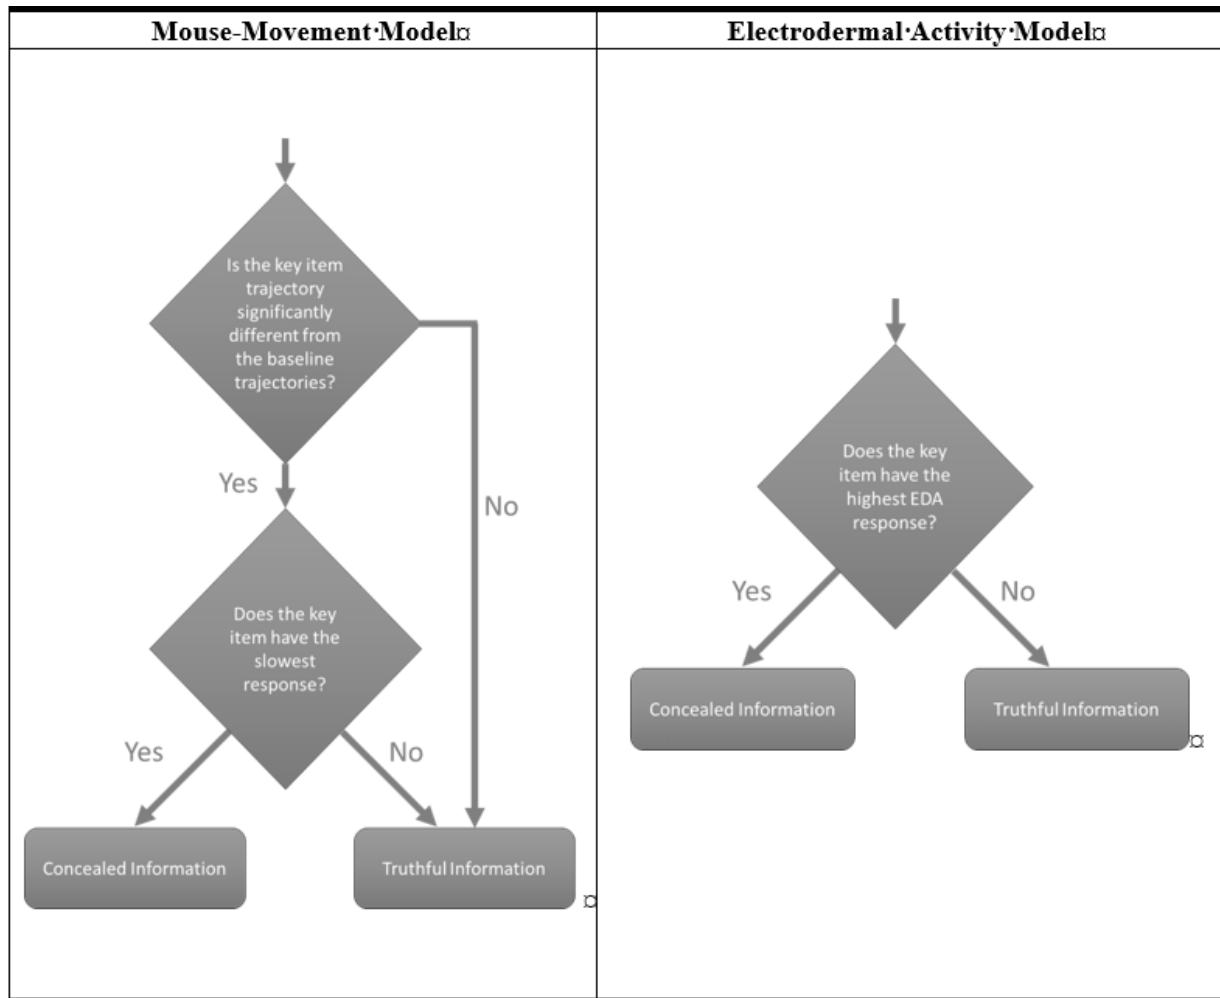 Mouse-Movement·Model¤
Electrodermal·Activity·Model¤
Is the key item
trajectory
significantly
different from
the baseline
trajectories?
Yes
No
Does the key
item have the
slowest
response?
Yes
No
Concealed Information
Truthful Information
¤
Does the key
item have the
highest EDA
response?
Yes
No
Concealed Information
Truthful Information
¤